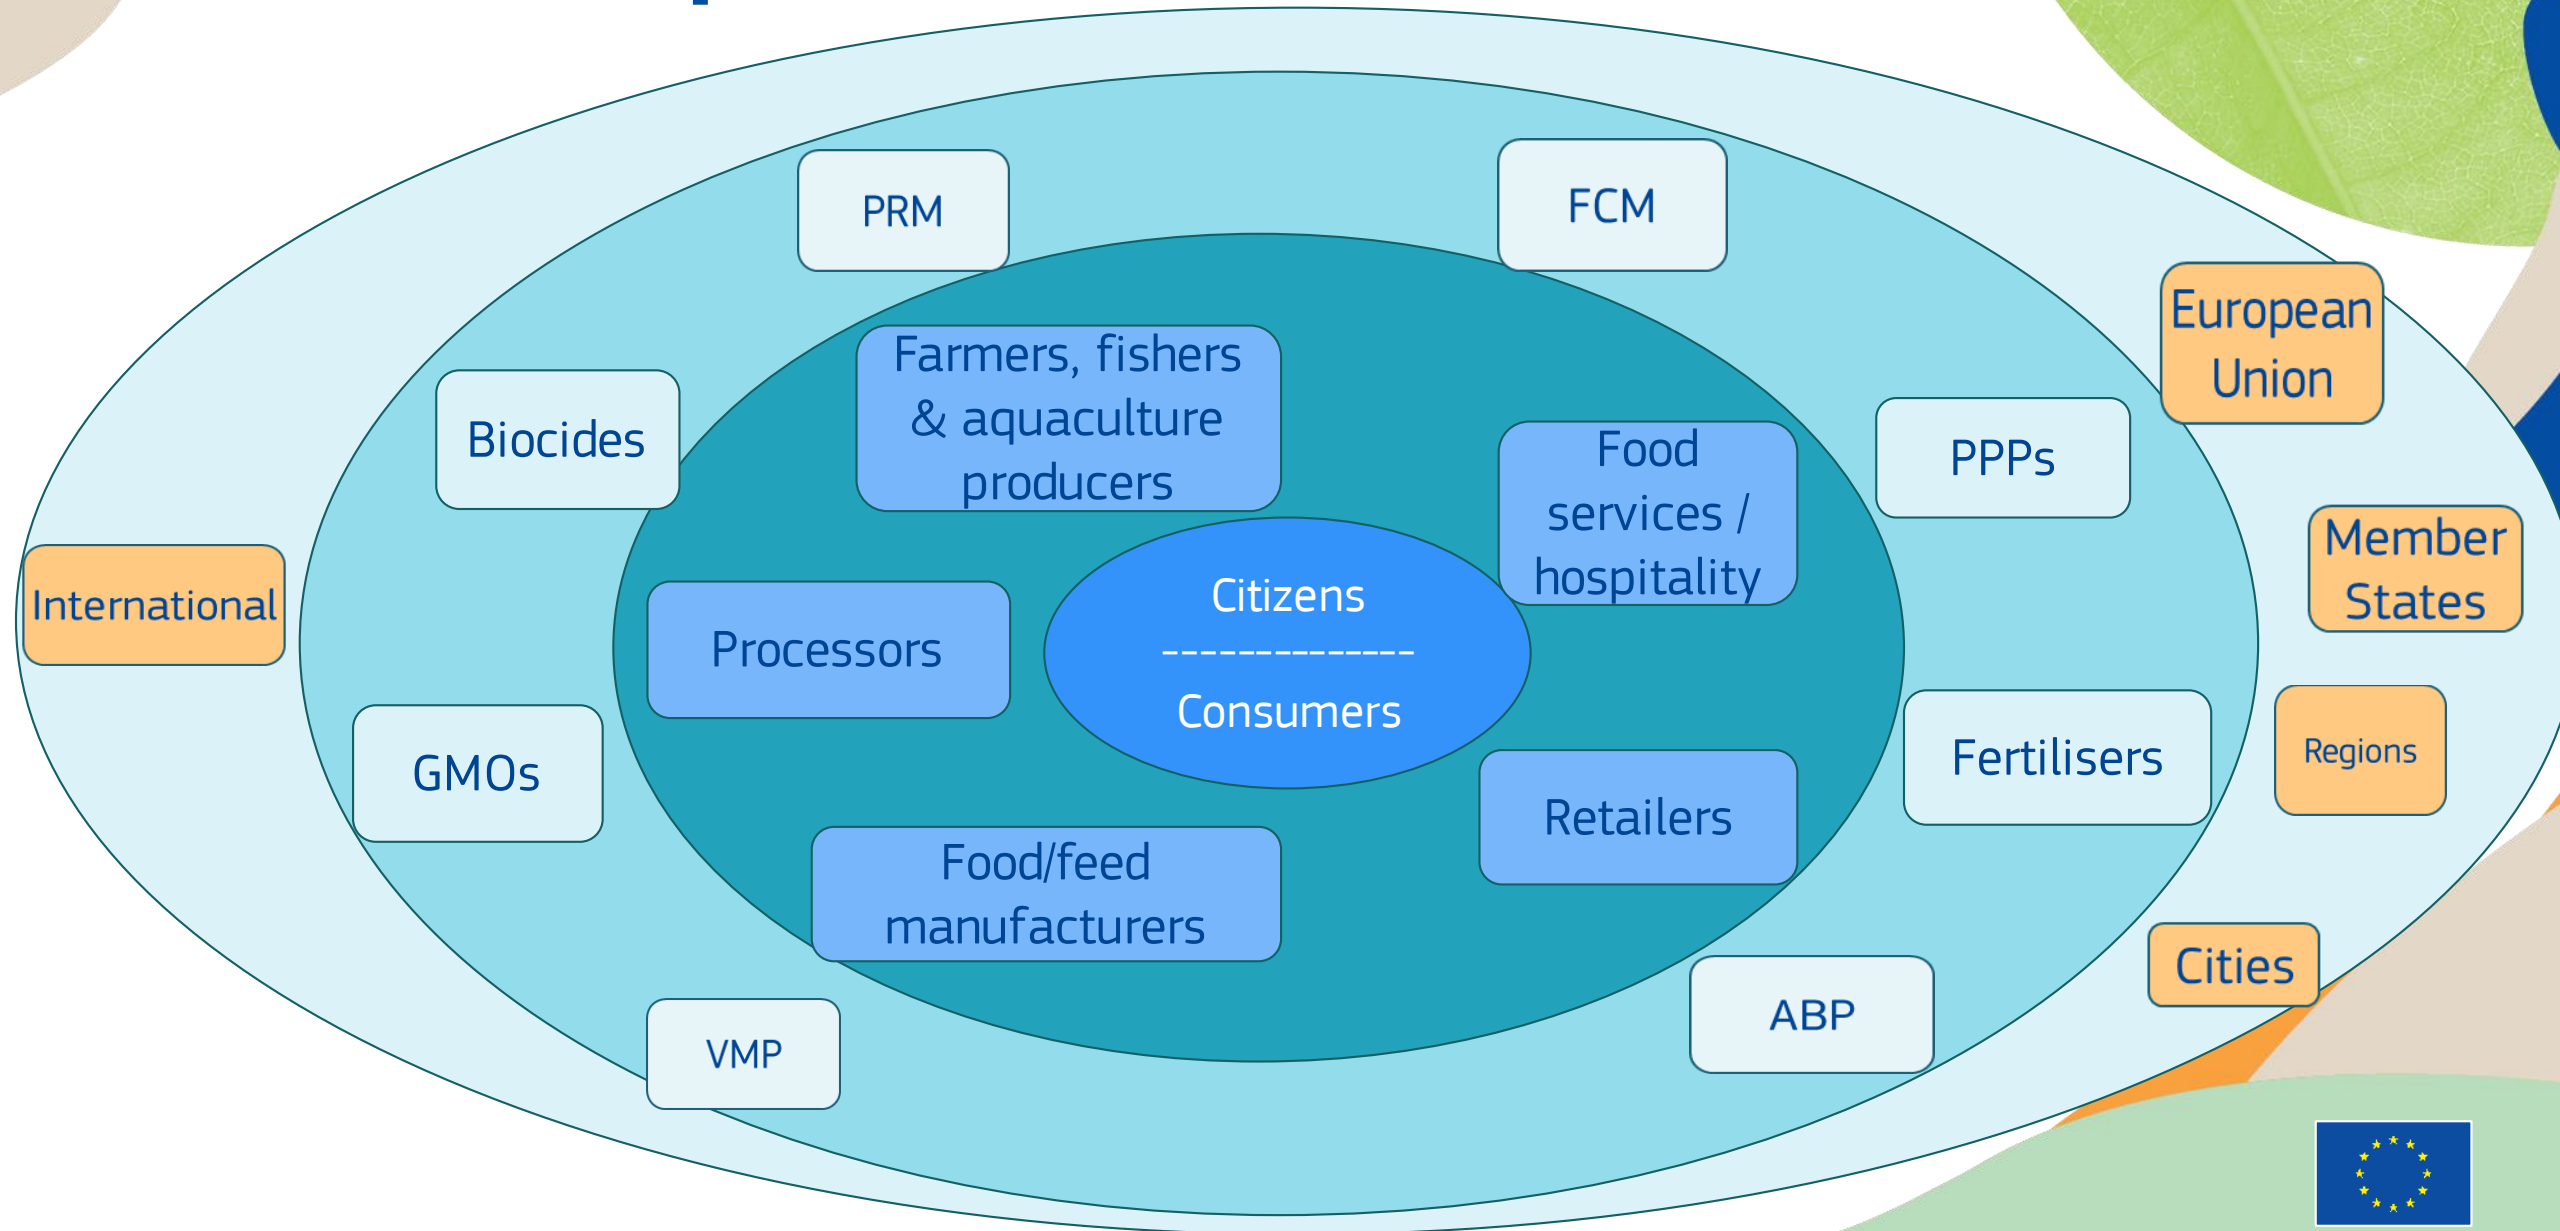 PRM
FCM
European
Union
Farmers, fishers
& aquaculture
producers
Biocides
Food
services /
hospitality
PPPs
Member
States
International
Citizens
--------------
Consumers
Processors
Regions
GMOs
Fertilisers
Retailers
Food/feed
manufacturers
Cities
ABP
VMP